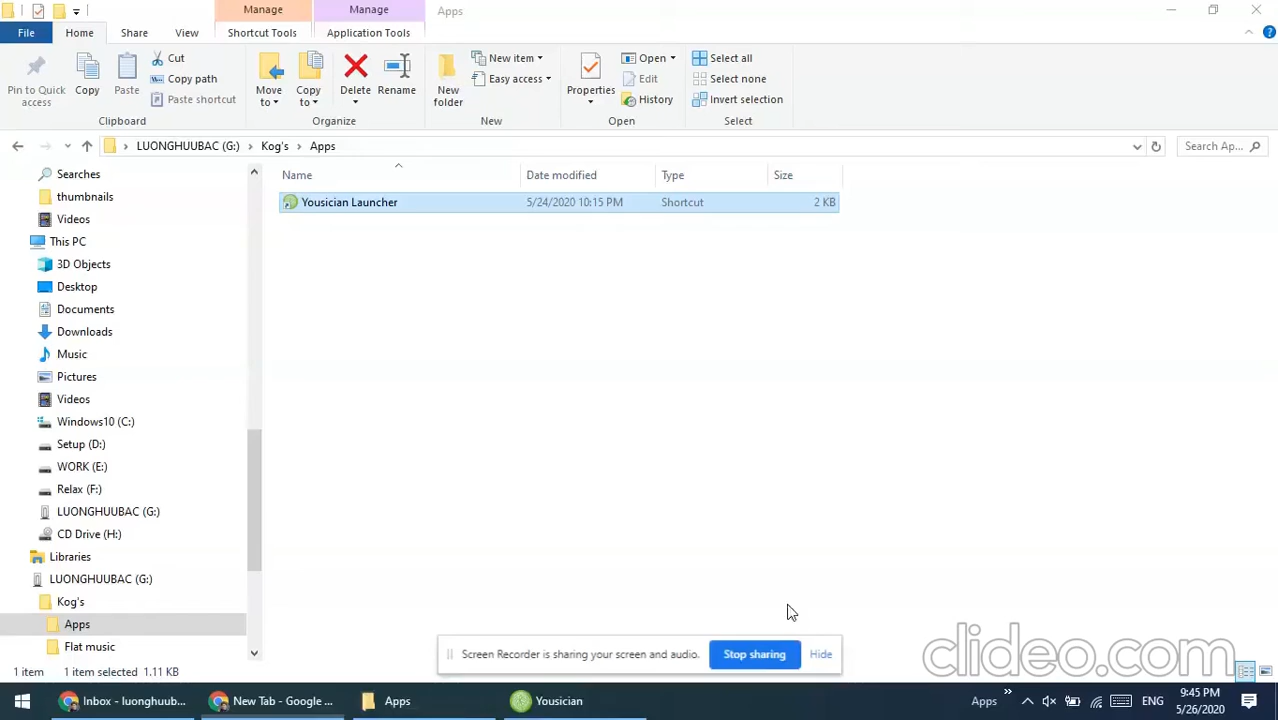 Manage Manage Apps
File Home Share View Shortcut Tools Application Tools
Pin to Quick access
Copy
Paste
Cut
Copy path
Paste shortcut
Clipboard
Move to
Copy to
Delete
Rename
Organize
New folder
New item
Easy access
New
Properties
Open
Edit
History
Open
Select all
Select none
Invert selection
Select
LUONGHUUBAC (G:) Kog's Apps
Search Ap...
Searches
thumbnails
Videos
This PC
3D Objects
Desktop
Documents
Downloads
Music
Pictures
Videos
Windows10 (C:)
Setup (D:)
WORK (E:)
Relax (F:)
LUONGHUUBAC (G:)
CD Drive (H:)
Libraries
LUONGHUUBAC (G:)
Kog's
Apps
Flat music
Name Date modified Type Size
Yousician Launcher 5/24/2020 10:15 PM Shortcut 2 KB
Screen Recorder is sharing your screen and audio. Stop sharing Hide
clideo.com
1 item 1 item selected 1.11 KB
Inbox - luonghuub... New Tab - Google ... Apps Yousician
Apps » ENG
9:45 PM
5/26/2020